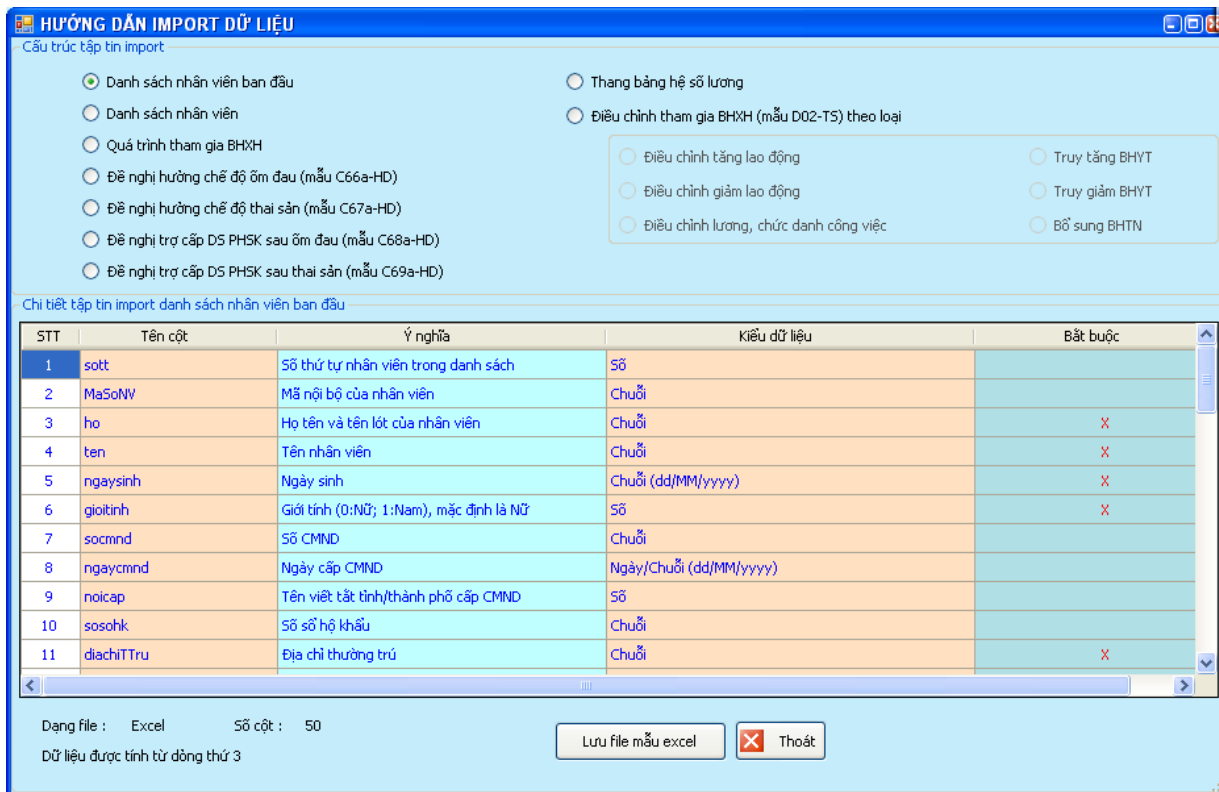 HƯỚNG DẪN IMPORT DỮ LIỆU
Cấu trúc tập tin import
Danh sách nhân viên ban đầu
Danh sách nhân viên
Quá trình tham gia BHXH
Đề nghị hưởng chế độ ốm đau (mẫu C66a-HD)
Đề nghị hưởng chế độ thai sản (mẫu C67a-HD)
Đề nghị trợ cấp DS PHSK sau ốm đau (mẫu C68a-HD)
Đề nghị trợ cấp DS PHSK sau thai sản (mẫu C69a-HD)
Thang bảng hệ số lương
Điều chỉnh tham gia BHXH (mẫu D02-TS) theo loại
Điều chỉnh tăng lao động
Điều chỉnh giảm lao động
Điều chỉnh lương, chức danh công việc
Truy tăng BHYT
Truy giảm BHYT
Bổ sung BHTN
Chi tiết tập tin import danh sách nhân viên ban đầu
STT Tên cột Ý nghĩa Kiểu dữ liệu Bắt buộc
1 sott Số thứ tự nhân viên trong danh sách Số
2 MaSoNV Mã nội bộ của nhân viên Chuỗi
3 ho Họ tên và tên lót của nhân viên Chuỗi X
4 ten Tên nhân viên Chuỗi X
5 ngaysinh Ngày sinh Chuỗi (dd/MM/yyyy) X
6 gioitinh Giới tính (0:Nữ; 1:Nam), mặc định là Nữ Số X
7 socmnd Số CMND Chuỗi
8 ngaycmnd Ngày cấp CMND Ngày/Chuỗi (dd/MM/yyyy)
9 noicap Tên viết tắt tỉnh/thành phố cấp CMND Số
10 sosohk Số sổ hộ khẩu Chuỗi
11 diachiTTru Địa chỉ thường trú Chuỗi X
Dạng file : Excel Số cột : 50
Dữ liệu được tính từ dòng thứ 3
Lưu file mẫu excel
Thoát